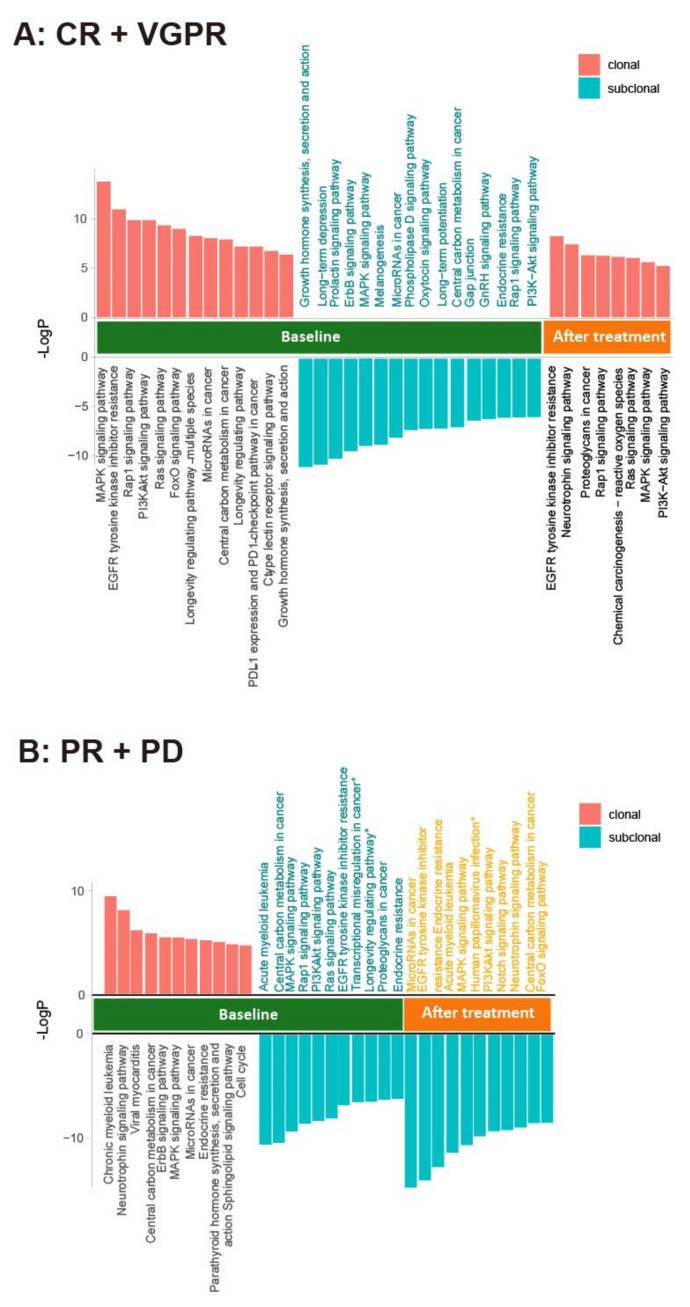 A: CR + VGPR
clonal
subclonal
Growth hormone synthesis, secretion and action
Long-term depression
Prolactin signaling pathway
ErbB signaling pathway
MAPK signaling pathway
Melanogenesis
MicroRNAs in cancer
Phospholipase D signaling pathway
Oxytocin signaling pathway
Long-term potentiation
Central carbon metabolism in cancer
Gap junction
GnRH signaling pathway
Endocrine resistance
Rap1 signaling pathway
PI3K-Akt signaling pathway
10
5
0
-LogP
Baseline
After treatment
0
-5
-10
MAPK signaling pathway
EGFR tyrosine kinase inhibitor resistance
Rap1 signaling pathway
PI3KAkt signaling pathway
Ras signaling pathway
FoxO signaling pathway
Longevity regulating pathway -multiple species
MicroRNAs in cancer
Central carbon metabolism in cancer
Longevity regulating pathway
PDL1 expression and PD1-checkpoint pathway in cancer
Ctype lectin receptor signaling pathway
Growth hormone synthesis, secretion and action
EGFR tyrosine kinase inhibitor resistance
Neurotrophin signaling pathway
Proteoglycans in cancer
Rap1 signaling pathway
Chemical carcinogenesis - reactive oxygen species
Ras signaling pathway
MAPK signaling pathway
PI3K-Akt signaling pathway
B: PR + PD
clonal
subclonal
Acute myeloid leukemia
Central carbon metabolism in cancer
MAPK signaling pathway
Rap1 signaling pathway
PI3KAkt signaling pathway
Ras signaling pathway
EGFR tyrosine kinase inhibitor resistance
Transcriptional misregulation in cancer*
Longevity regulating pathway*
Proteoglycans in cancer
Endocrine resistance
MicroRNAs in cancer
EGFR tyrosine kinase inhibitor
resistance Endocrine resistance
Acute myeloid leukemia
MAPK signaling pathway
Human papillomavirus infection*
PI3KAkt signaling pathway
Notch signaling pathway
Neurotrophin signaling pathway
Central carbon metabolism in cancer
FoxO signaling pathway
10
0
-LogP
Baseline
After treatment
0
-10
Chronic myeloid leukemia
Neurotrophin signaling pathway
Viral myocarditis
Central carbon metabolism in cancer
ErbB signaling pathway
MAPK signaling pathway
MicroRNAs in cancer
Endocrine resistance
Parathyroid hormone synthesis, secretion and
action Sphingolipid signaling pathway
Cell cycle